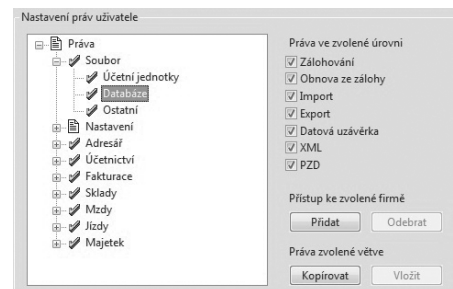 Nastavení práv uživatele
Práva
Soubor
Účetní jednotky
Databáze
Ostatní
Nastavení
Adresář
Účetnictví
Fakturace
Sklady
Mzdy
Jízdy
Majetek
Práva ve zvolené úrovni
Zálohování
Obnova ze zálohy
Import
Export
Datová uzávěrka
XML
PZD
Přístup ke zvolené firmě
Přidat Odebrat
Práva zvolené větve
Kopírovat Vložit